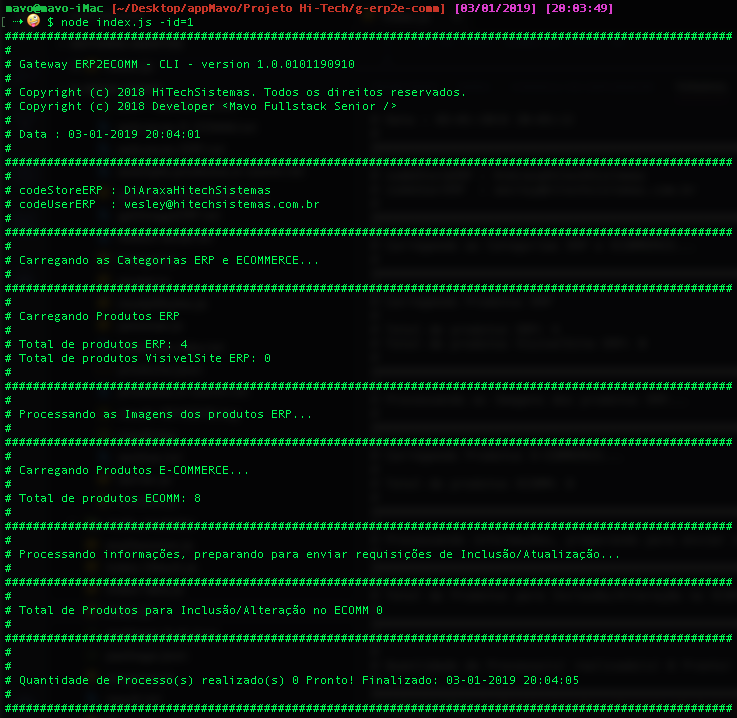 mavo@mavo-iMac [~/Desktop/appMavo/Projeto Hi-Tech/g-erp2e-comm] [03/01/2019] [20:03:49]
[ ⇢ 🤪 $ node index.js -id=1
########################################################################################################
#
# Gateway ERP2ECOMM - CLI - version 1.0.0101190910
#
# Copyright (c) 2018 HiTechSistemas. Todos os direitos reservados.
# Copyright (c) 2018 Developer <Mavo Fullstack Senior />
#
# Data : 03-01-2019 20:04:01
#
########################################################################################################
#
# codeStoreERP : DiAraxaHitechSistemas
# codeUserERP  : wesley@hitechsistemas.com.br
#
########################################################################################################
#
# Carregando as Categorias ERP e ECOMMERCE...
#
########################################################################################################
#
# Carregando Produtos ERP
#
# Total de produtos ERP: 4
# Total de produtos VisivelSite ERP: 0
#
########################################################################################################
#
# Processando as Imagens dos produtos ERP...
#
########################################################################################################
#
# Carregando Produtos E-COMMERCE...
#
# Total de produtos ECOMM: 8
#
########################################################################################################
#
# Processando informações, preparando para enviar requisições de Inclusão/Atualização...
#
########################################################################################################
#
# Total de Produtos para Inclusão/Alteração no ECOMM 0
#
########################################################################################################
#
#
# Quantidade de Processo(s) realizado(s) 0 Pronto! Finalizado: 03-01-2019 20:04:05
#
########################################################################################################